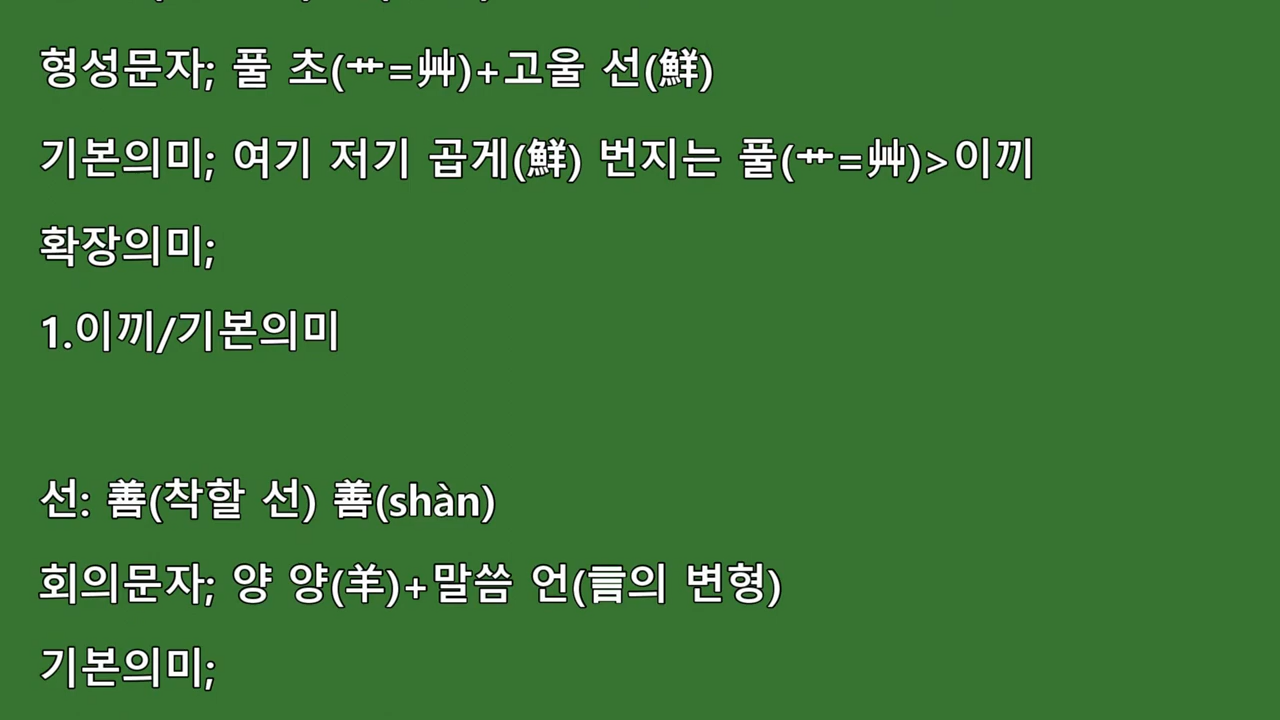 형성문자; 풀 초(艹=艸)+고울 선(鮮)
기본의미; 여기 저기 곱게(鮮) 번지는 풀(艹=艸)>이끼
확장의미;
1.이끼/기본의미
선: 善(착할 선) 善(shàn)
회의문자; 양 양(羊)+말씀 언(言의 변형)
기본의미;